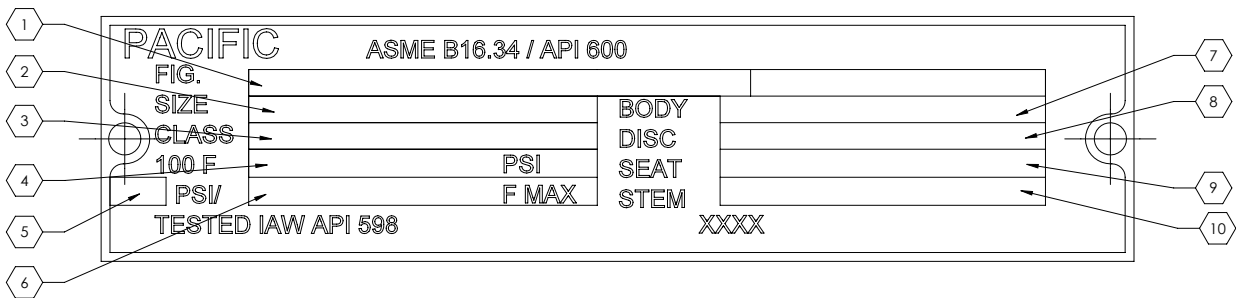 1
PACIFIC ASME B16.34 / API 600
7
FIG.
2
SIZE BODY
8
3
CLASS DISC
100 F PSI SEAT
4
9
PSI/ F MAX STEM
5
TESTED IAW API 598 XXXX
10
6